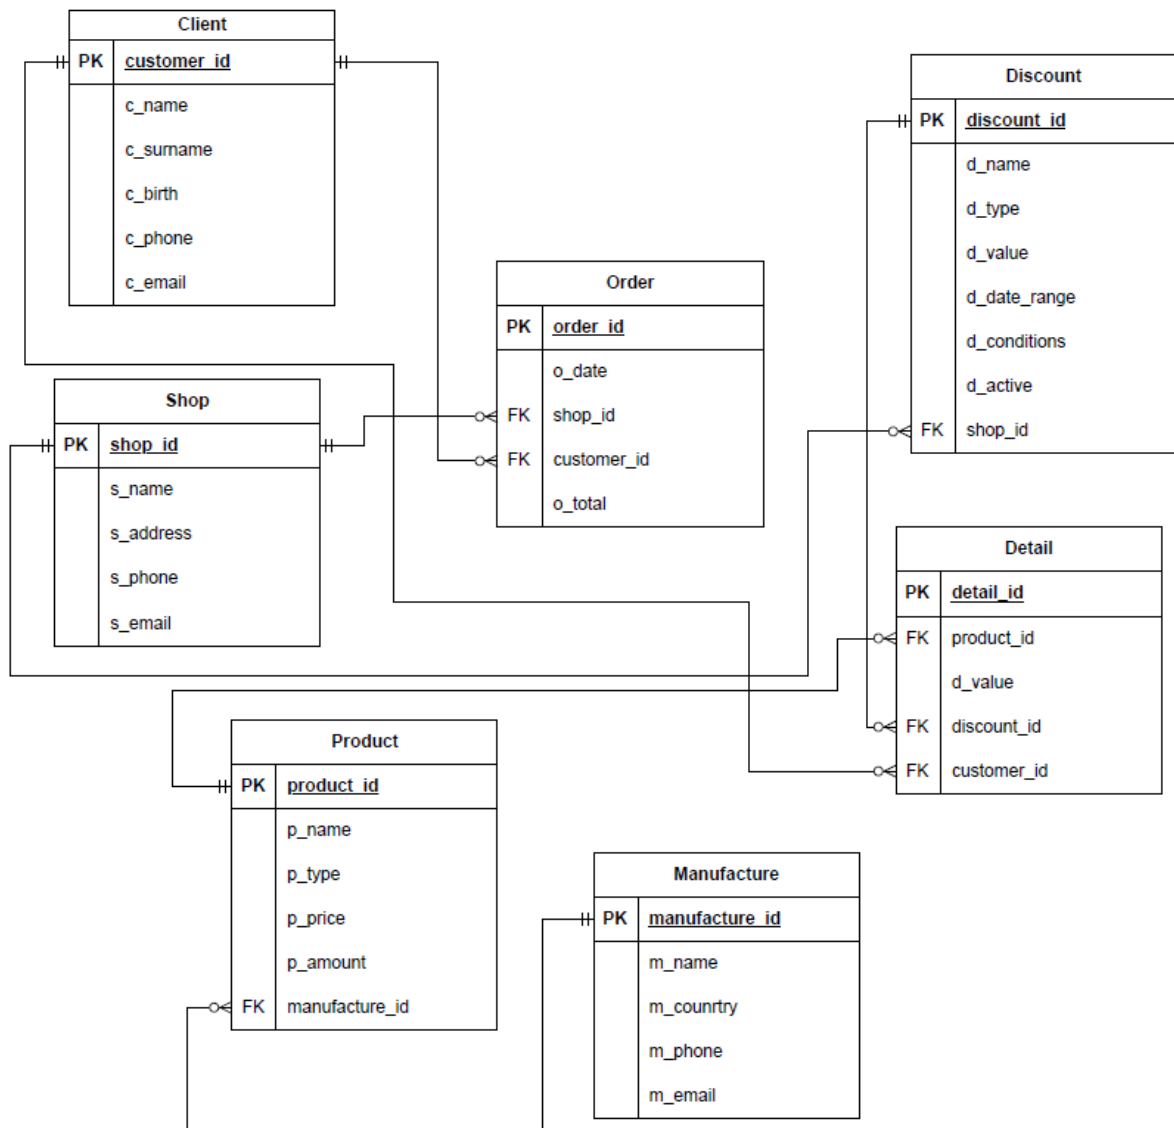 Client
PK customer_id
c_name
c_surname
c_birth
c_phone
c_email
Discount
PK discount_id
d_name
d_type
d_value
d_date_range
d_conditions
d_active
FK shop_id
Order
PK order_id
o_date
FK shop_id
FK customer_id
o_total
Shop
PK shop_id
s_name
s_address
s_phone
s_email
Detail
PK detail_id
FK product_id
d_value
FK discount_id
FK customer_id
Product
PK product_id
p_name
p_type
p_price
p_amount
FK manufacture_id
Manufacture
PK manufacture_id
m_name
m_counrtry
m_phone
m_email